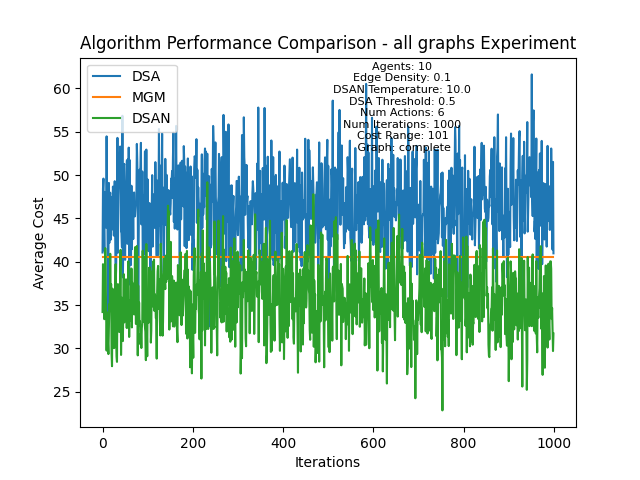 Algorithm Performance Comparison - all graphs Experiment
DSA
MGM
DSAN
Agents: 10
Edge Density: 0.1
DSAN Temperature: 10.0
DSA Threshold: 0.5
Num Actions: 6
Num Iterations: 1000
Cost Range: 101
Graph: complete
Average Cost
60
55
50
45
40
35
30
25
0
200
400
600
800
1000
Iterations